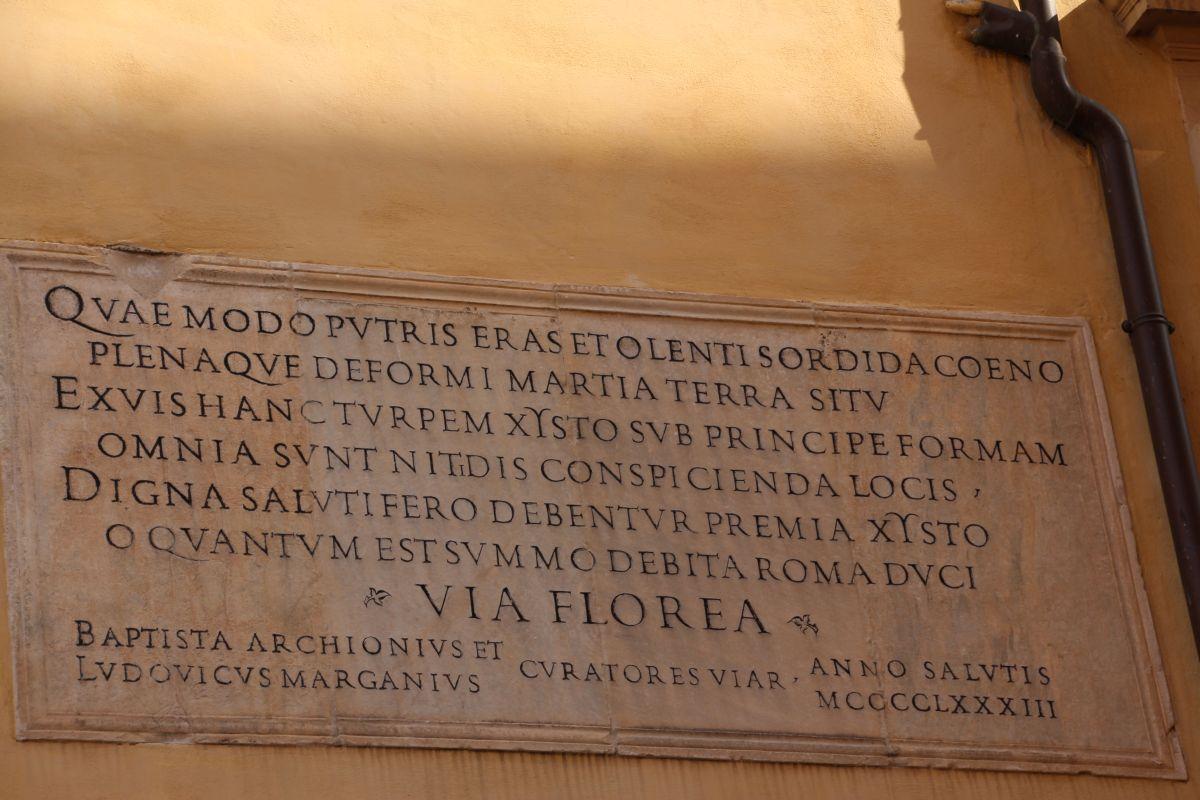 QVAE MODO PVTRIS ERAS ET OLENTI SORDIDA COENO
PLENAQVE DEFORMI MARTIA TERRA SITV
EXVIS HANC TVRPEM XYSTO SVB PRINCIPE FORMAM
OMNIA SVNT NITIDIS CONSPICIENDA LOCIS ,
DIGNA SALVTIFERO DEBENTVR PREMIA XYSTO
O QVANTVM EST SVMMO DEBITA ROMA DVCI
VIA FLOREA
BAPTISTA ARCHIONIVS ET
LVDOVICVS MARGANIVS
CVRATORES VIAR ,
ANNO SALVTIS
MCCCCLXXXIII